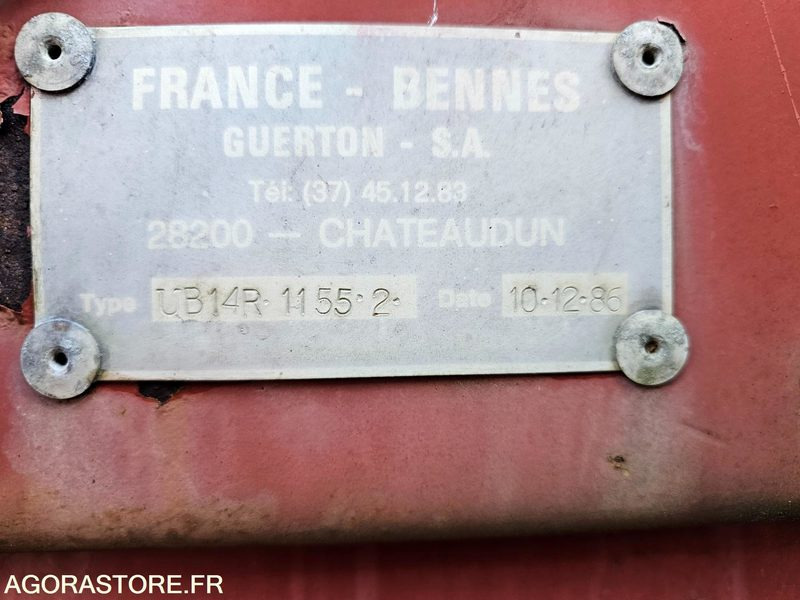 FRANCE - BENNES
GUERTON - S.A.
Tél: (37) 45.12.83
28200 — CHATEAUDUN
Type UB14R·1155·2· Date 10·12·86
AGORASTORE.FR